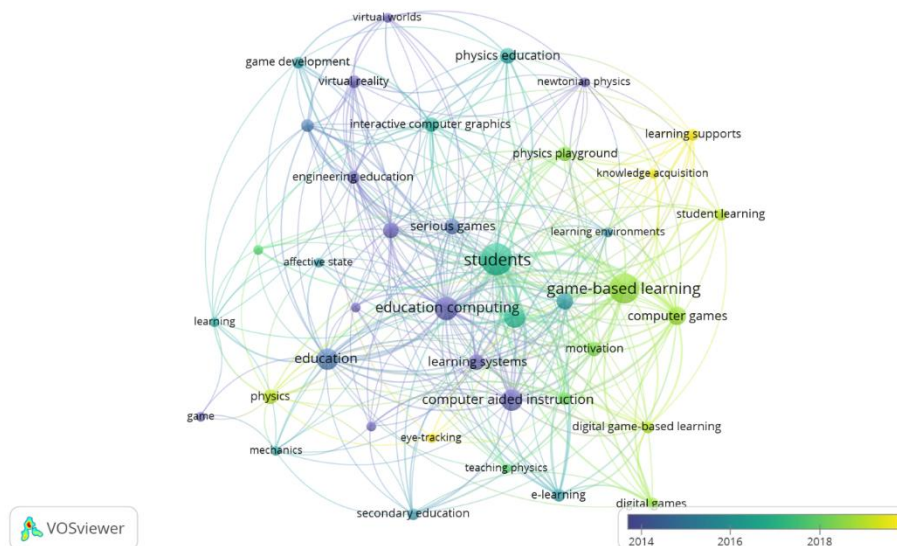 virtual worlds
physics education
game development
virtual reality
newtonian physics
interactive computer graphics
learning supports
physics playground
knowledge acquisition
engineering education
student learning
serious games
learning environments
students
affective state
game-based learning
education computing
computer games
learning
motivation
education
learning systems
physics
computer aided instruction
game
digital game-based learning
eye-tracking
mechanics
teaching physics
e-learning
digital games
secondary education
VOSviewer
2014 2016 2018